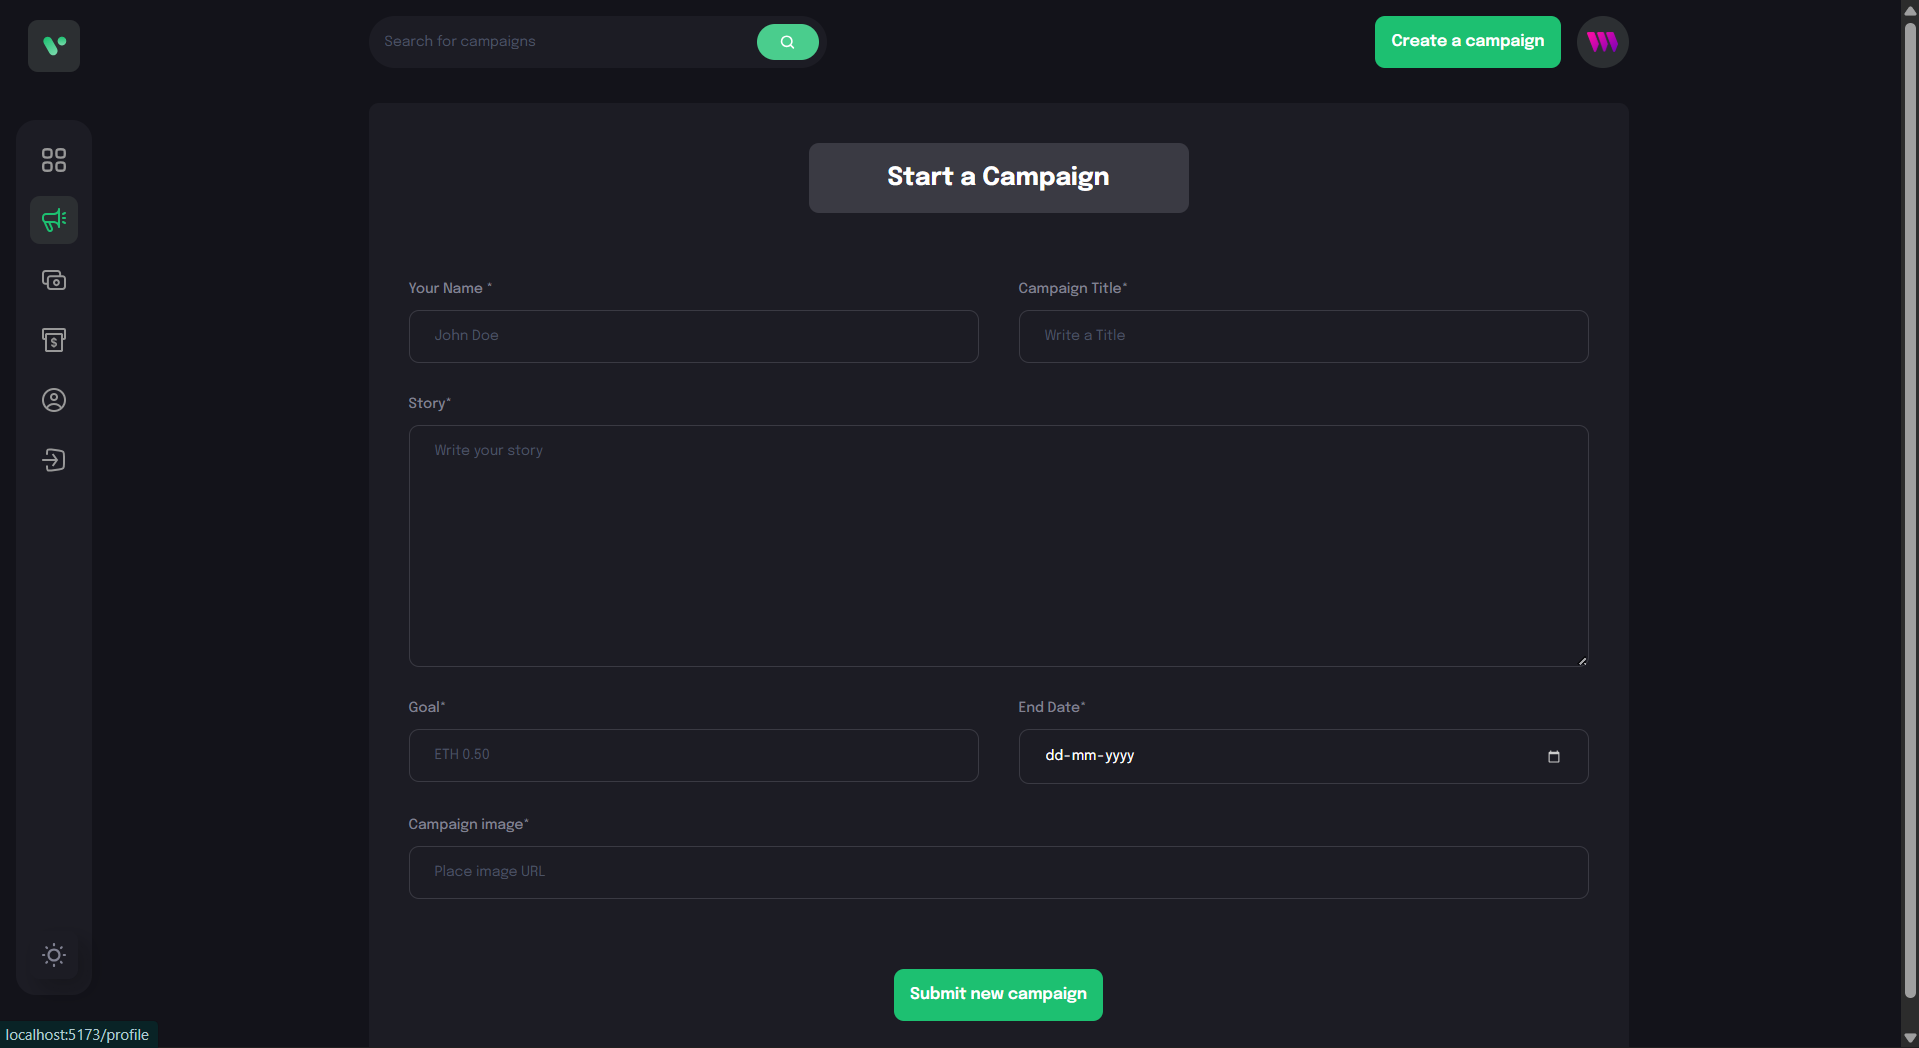 Search for campaigns
Create a campaign
Start a Campaign
Your Name *
Campaign Title*
John Doe
Write a Title
Story*
Write your story
Goal*
End Date*
ETH 0.50
dd-mm-yyyy
Campaign image*
Place image URL
Submit new campaign
localhost:5173/profile